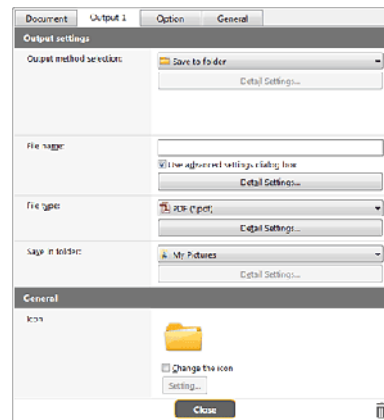 Document Output 1 Option General
Output settings
Output method selection: Save to folder
Detail Settings...
File name:
Use advanced settings dialog box
Detail Settings...
File type: PDF (*.pdf)
Detail Settings...
Save in folder: My Pictures
Detail Settings...
General
Icon
Change the icon
Setting...
Close